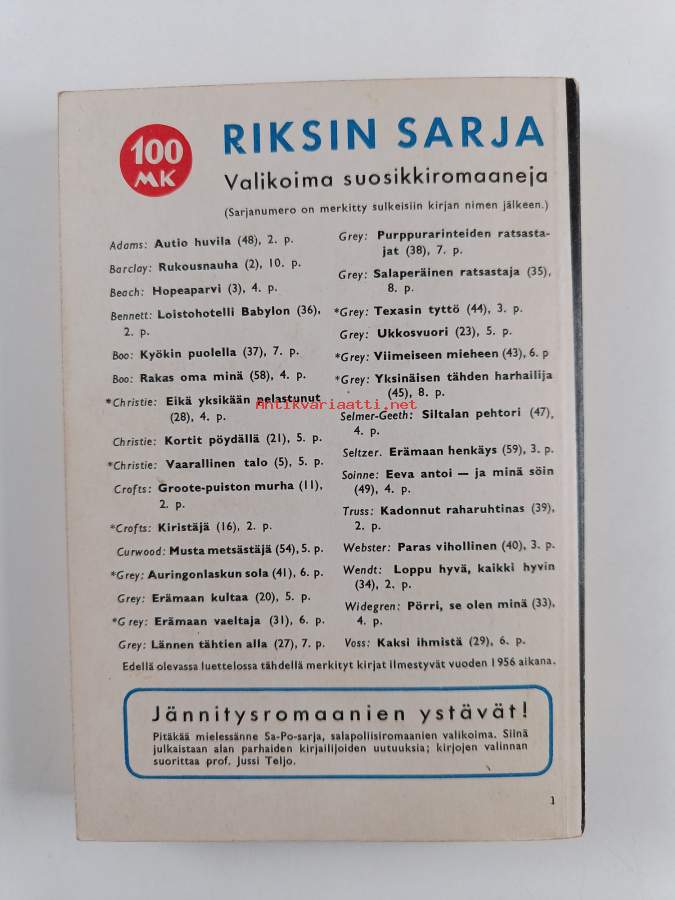 100
MK
RIKSIN SARJA
Valikoima suosikkiromaaneja
(Sarjanumero on merkitty sulkeisiin kirjan nimen jälkeen.)
Adams: Autio huvila (48), 2. p.
Barclay: Rukousnauha (2), 10. p.
Beach: Hopeaparvi (3), 4. p.
Bennett: Loistohotelli Babylon (36),
2. p.
Boo: Kyökin puolella (37), 7. p.
Boo: Rakas oma minä (58), 4. p.
*Christie: Eikä yksikään pelastunut
(28), 4. p.
Christie: Kortit pöydällä (21), 5. p.
*Christie: Vaarallinen talo (5), 5. p.
Crofts: Groote-puiston murha (11),
2. p.
*Crofts: Kiristäjä (16), 2. p.
Curwood: Musta metsästäjä (54), 5. p.
*Grey: Auringonlaskun sola (41), 6. p.
Grey: Erämaan kultaa (20), 5. p.
*Grey: Erämaan vaeltaja (31), 6. p.
Grey: Lännen tähtien alla (27), 7. p.
Grey: Purppurarinteiden ratsasta-
jat (38), 7. p.
Grey: Salaperäinen ratsastaja (35),
8. p.
*Grey: Texasin tyttö (44), 3. p.
Grey: Ukkosvuori (23), 5. p.
*Grey: Viimeiseen mieheen (43), 6. p
*Grey: Yksinäisen tähden harhailija
(45), 8. p.
Selmer-Geeth: Siltalan pehtori (47),
4. p.
Seltzer. Erämaan henkäys (59), 3. p.
Soinne: Eeva antoi — ja minä söin
(49), 4. p.
Truss: Kadonnut raharuhtinas (39),
2. p.
Webster: Paras vihollinen (40), 3. p.
Wendt: Loppu hyvä, kaikki hyvin
(34), 2. p.
Widegren: Pörri, se olen minä (33),
4. p.
Voss: Kaksi ihmistä (29), 6. p.
Antikvariaatti.net
Edellä olevassa luettelossa tähdellä merkityt kirjat ilmestyvät vuoden 1956 aikana.
Jännitysromaanien ystävät!
Pitäkää mielessänne Sa-Po-sarja, salapoliisiromaanien valikoima. Siinä
julkaistaan alan parhaiden kirjailijoiden uutuuksia; kirjojen valinnan
suorittaa prof. Jussi Teljo.
1